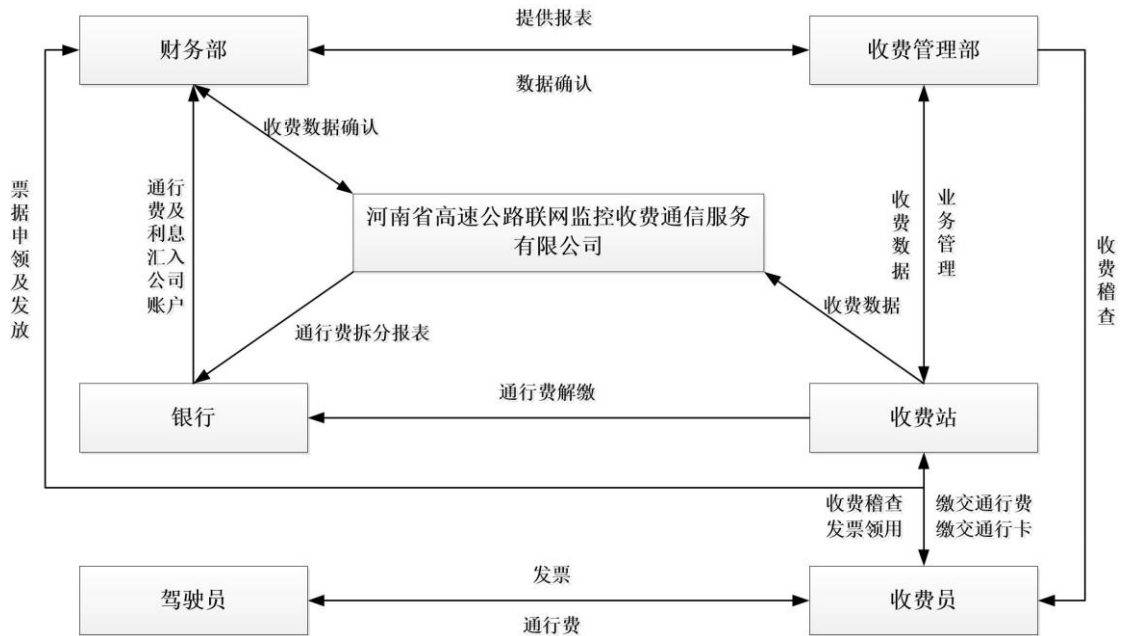 提供报表
财务部
收费管理部
数据确认
收费数据确认
票据申领及发放
通行
费及
利息
汇入
公司
账户
河南省高速公路联网监控收费通信服务
有限公司
收费数据
业务管理
收费稽查
收费数据
通行费拆分报表
通行费解缴
银行
收费站
收费稽查
发票领用
缴交通行费
缴交通行卡
发票
驾驶员
收费员
通行费